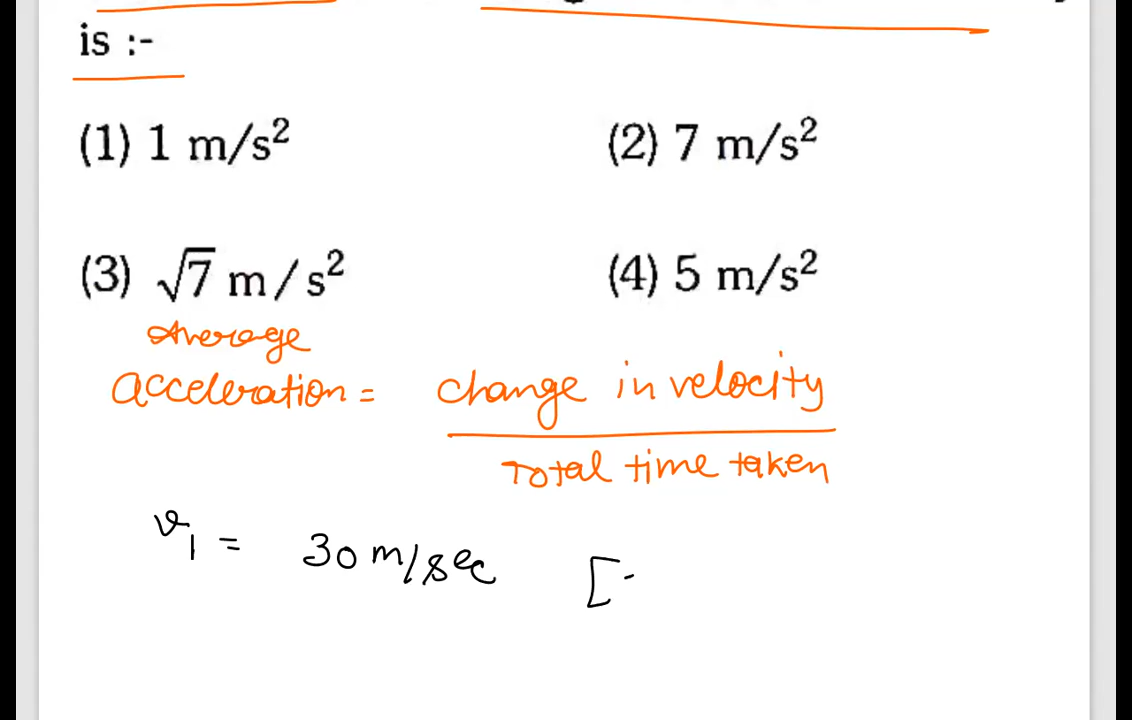 is :-
(1) 1 m/s²
(2) 7 m/s²
(3) √7 m/s²
(4) 5 m/s²
Average
acceleration = change in velocity
Total time taken
v₁ = 30 m/sec [-